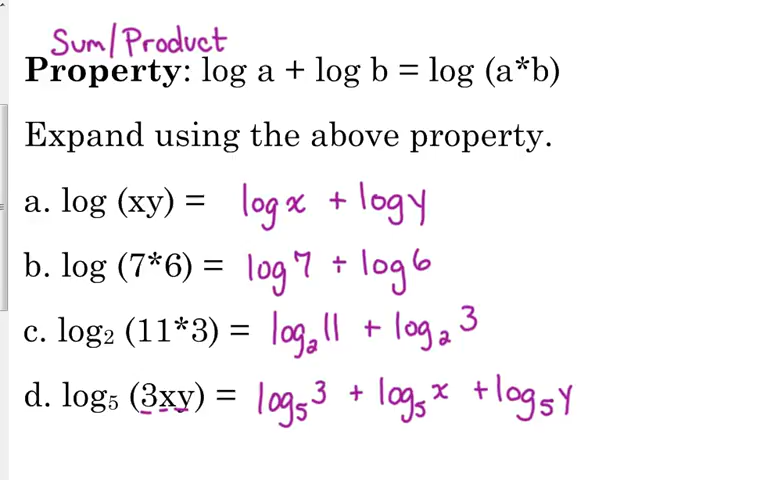 Sum/Product
Property: log a + log b = log (a*b)
Expand using the above property.
a. log (xy) = log x + log y
b. log (7*6) = log 7 + log 6
c. log₂ (11*3) = log₂ 11 + log₂ 3
d. log₅ (3xy) = log₅ 3 + log₅ x + log₅ y